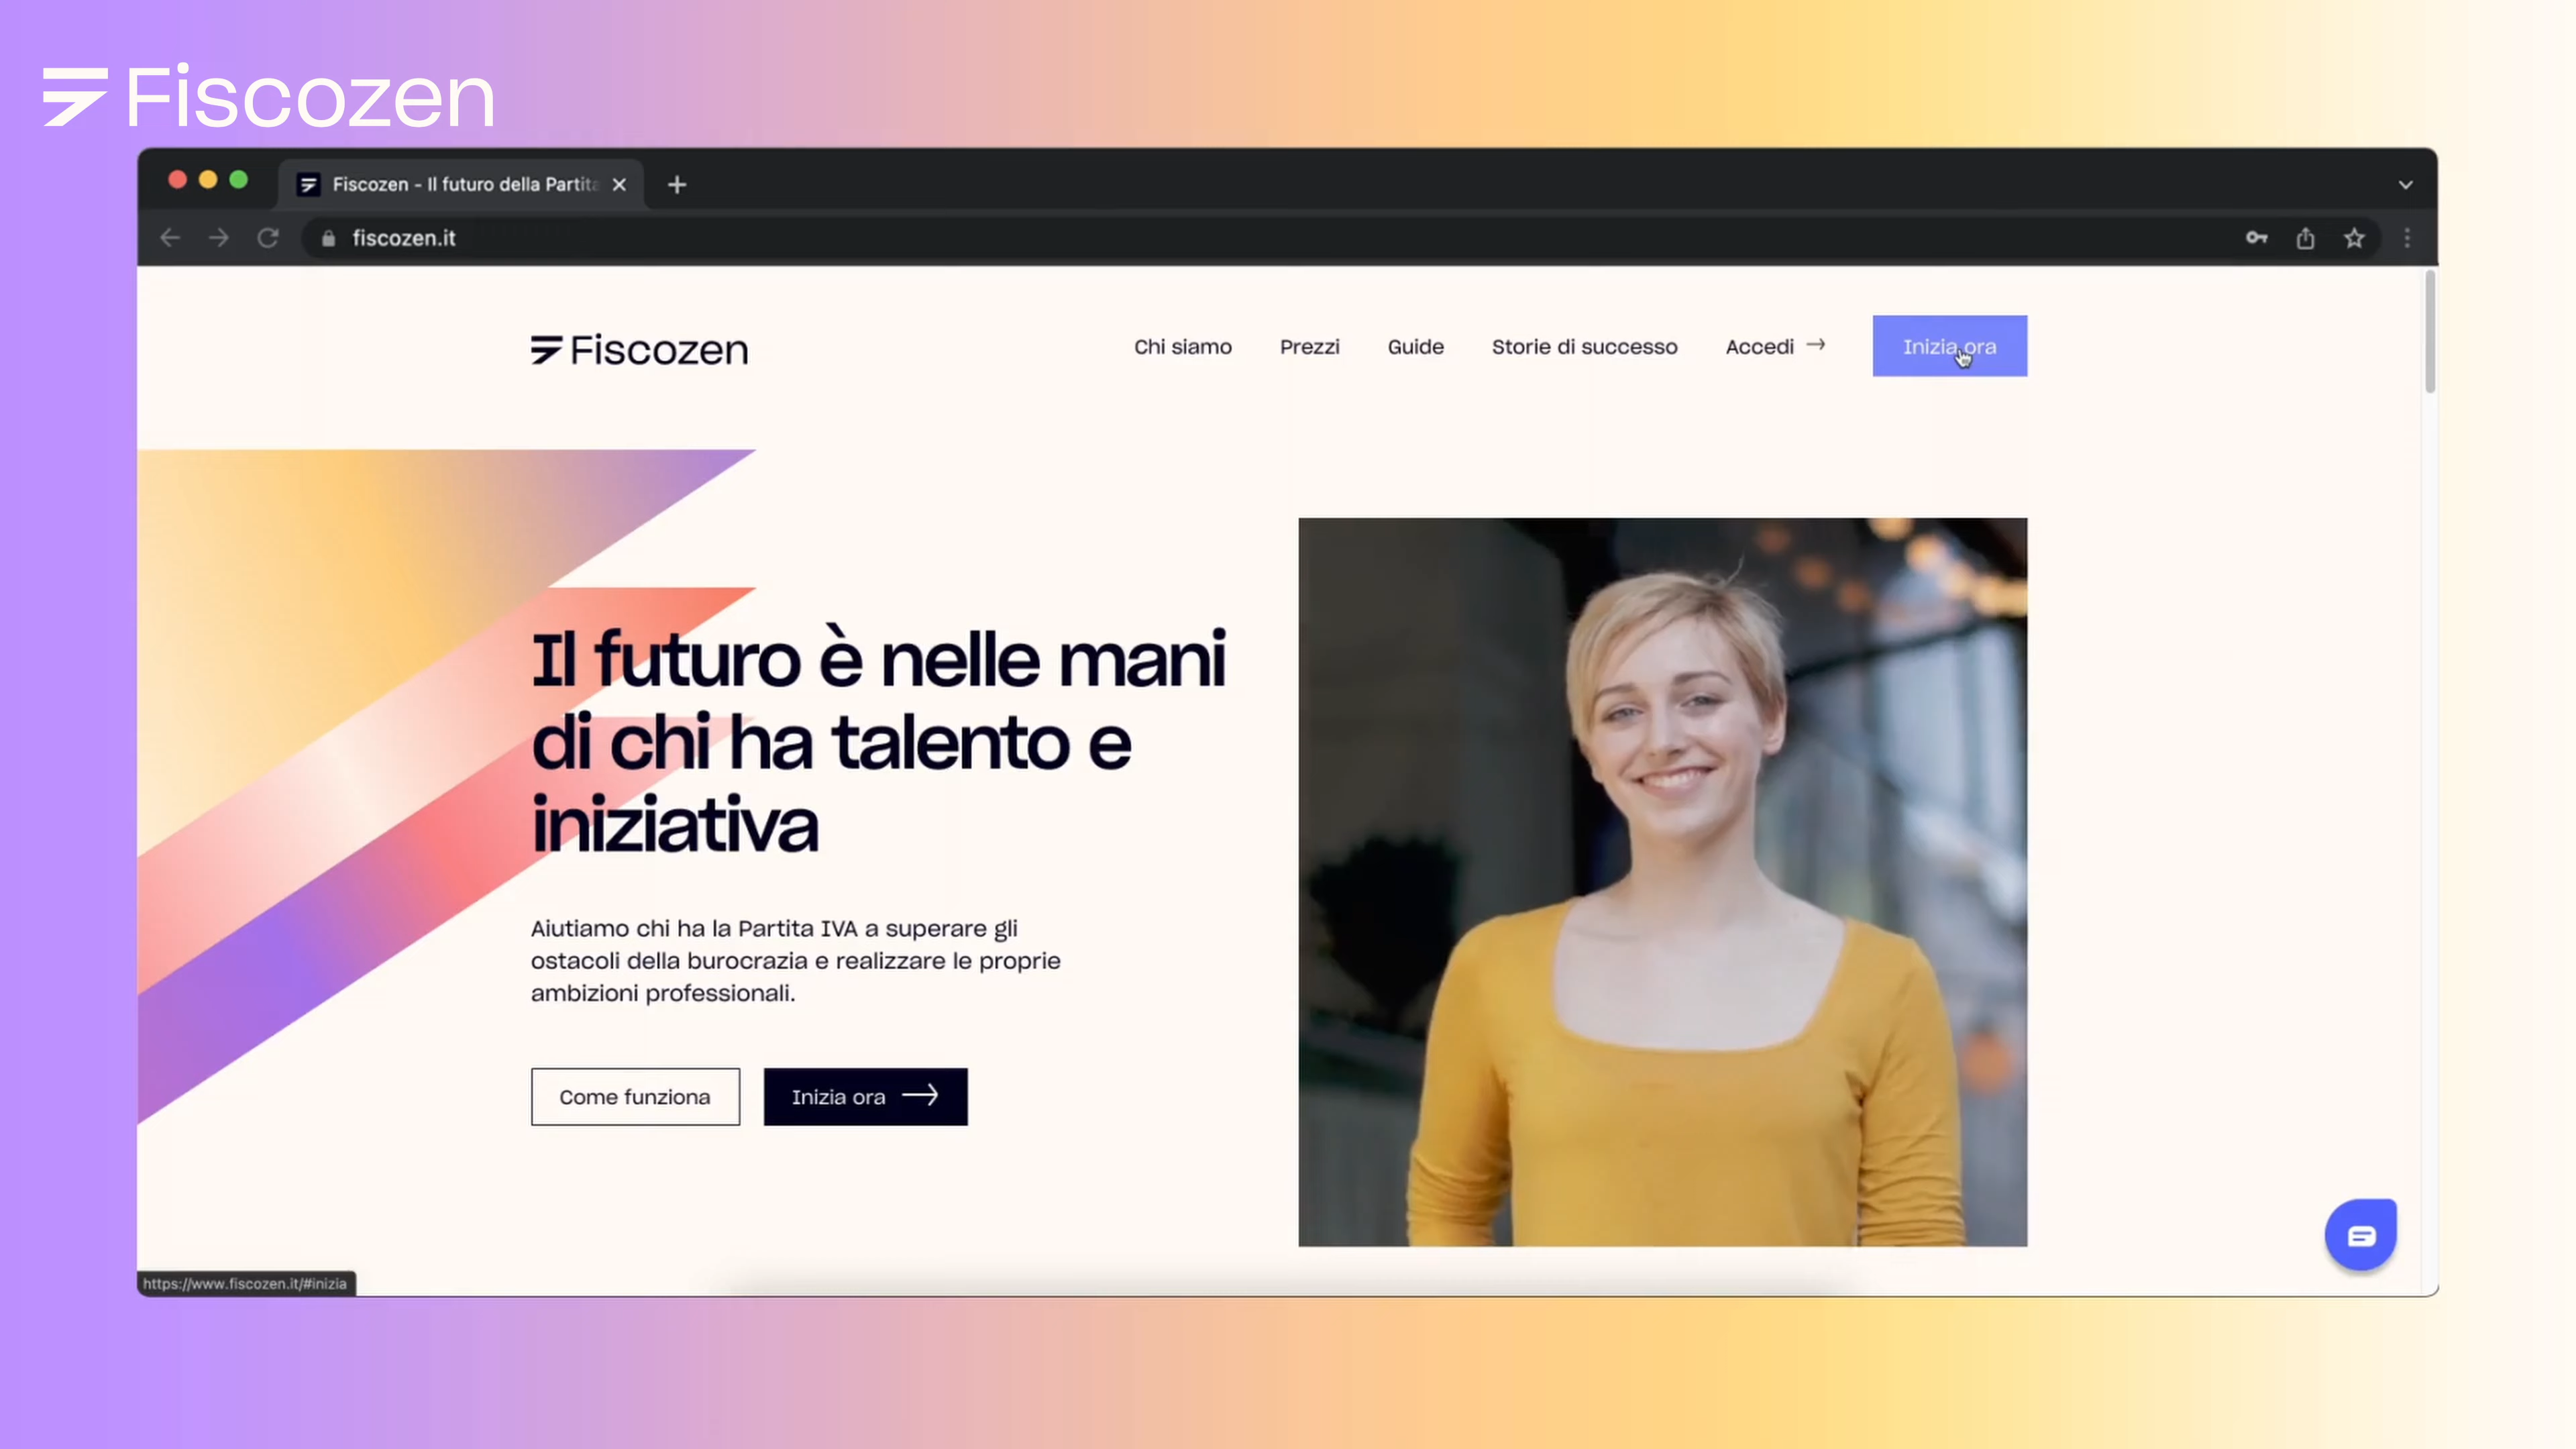 Fiscozen
Fiscozen - Il futuro della Partita
fiscozen.it
Fiscozen
Chi siamo
Prezzi
Guide
Storie di successo
Accedi →
Inizia ora
Il futuro è nelle mani
di chi ha talento e
iniziativa
Aiutiamo chi ha la Partita IVA a superare gli
ostacoli della burocrazia e realizzare le proprie
ambizioni professionali.
Come funziona
Inizia ora →
https://www.fiscozen.it/#inizia